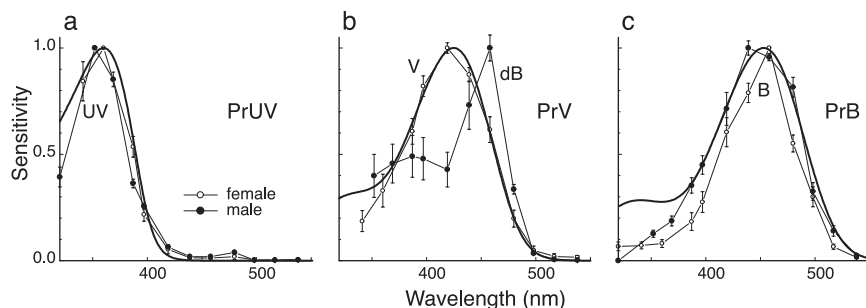 a
b
c
1.0
0.5
0.0
Sensitivity
UV
PrUV
female
male
V
dB
PrV
B
PrB
400
500
400
500
400
500
Wavelength (nm)